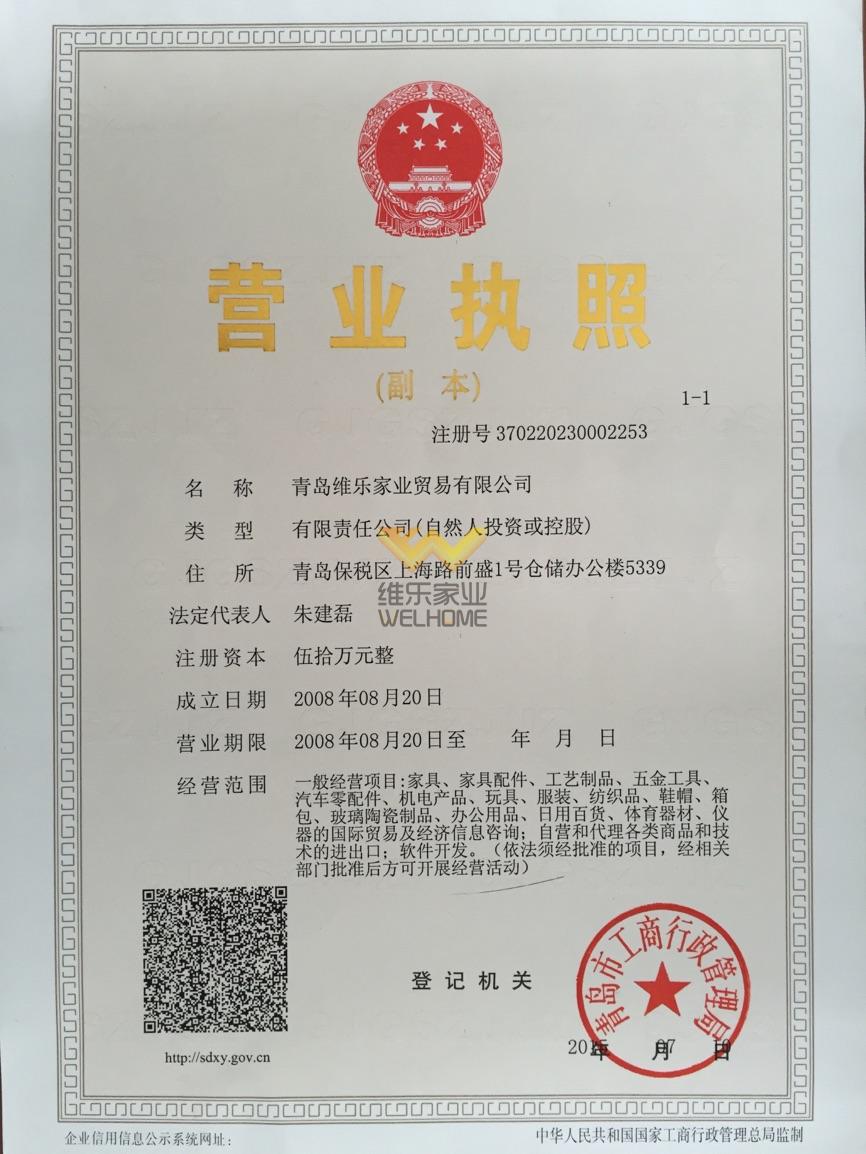 营业执照
(副 本)
1-1
注册号 370220230002253
名 称 青岛维乐家业贸易有限公司
类 型 有限责任公司(自然人投资或控股)
住 所 青岛保税区上海路前盛1号仓储办公楼5339
维乐家业
WELHOME
法定代表人 朱建磊
注册资本 伍拾万元整
成立日期 2008年08月20日
营业期限 2008年08月20日至 年 月 日
经营范围 一般经营项目:家具、家具配件、工艺制品、五金工具、
汽车零配件、机电产品、玩具、服装、纺织品、鞋帽、箱
包、玻璃陶瓷制品、办公用品、日用百货、体育器材、仪
器的国际贸易及经济信息咨询；自营和代理各类商品和技
术的进出口；软件开发。（依法须经批准的项目，经相关
部门批准后方可开展经营活动）
青岛市工商行政管理局
登记机关
年 07 月 日
http://sdxy.gov.cn
企业信用信息公示系统网址:
中华人民共和国国家工商行政管理总局监制